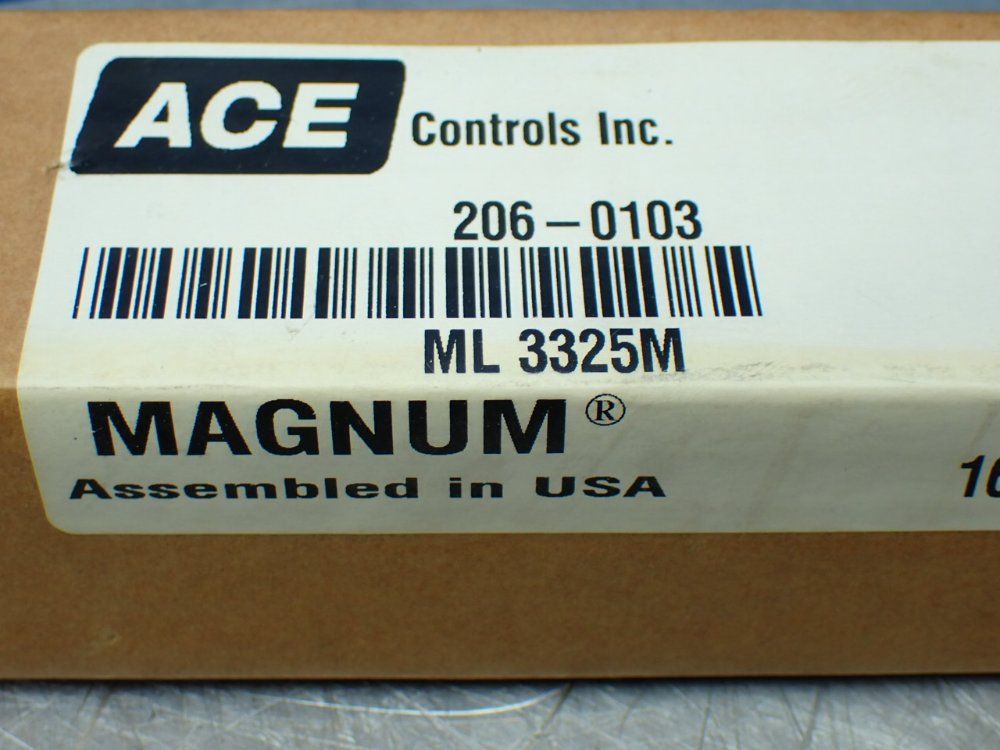 ACE Controls Inc.
206-0103
ML 3325M
MAGNUM®
Assembled in USA